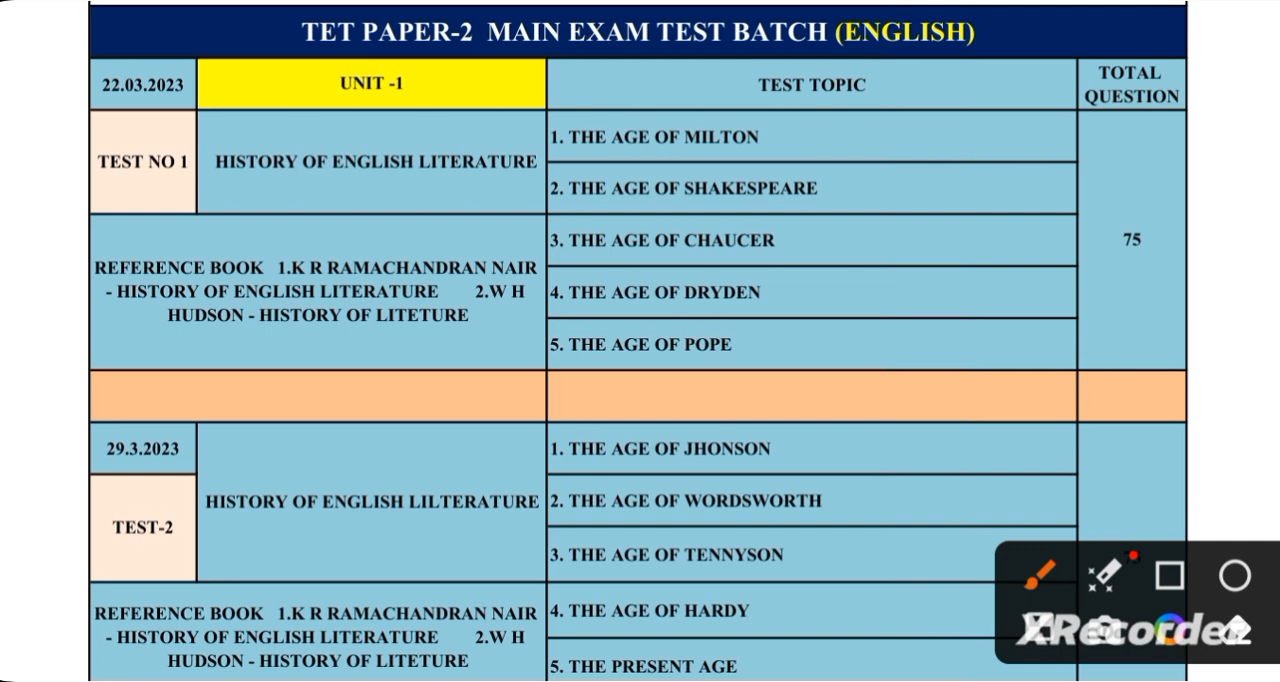 TET PAPER-2 MAIN EXAM TEST BATCH (ENGLISH)
22.03.2023
UNIT -1
TEST TOPIC
TOTAL
QUESTION
TEST NO 1
HISTORY OF ENGLISH LITERATURE
1. THE AGE OF MILTON
2. THE AGE OF SHAKESPEARE
REFERENCE BOOK 1.K R RAMACHANDRAN NAIR
- HISTORY OF ENGLISH LITERATURE 2.W H
HUDSON - HISTORY OF LITETURE
3. THE AGE OF CHAUCER
4. THE AGE OF DRYDEN
5. THE AGE OF POPE
75
29.3.2023
TEST-2
HISTORY OF ENGLISH LILTERATURE
1. THE AGE OF JHONSON
2. THE AGE OF WORDSWORTH
3. THE AGE OF TENNYSON
REFERENCE BOOK 1.K R RAMACHANDRAN NAIR
- HISTORY OF ENGLISH LITERATURE 2.W H
HUDSON - HISTORY OF LITETURE
4. THE AGE OF HARDY
5. THE PRESENT AGE
XRecorder